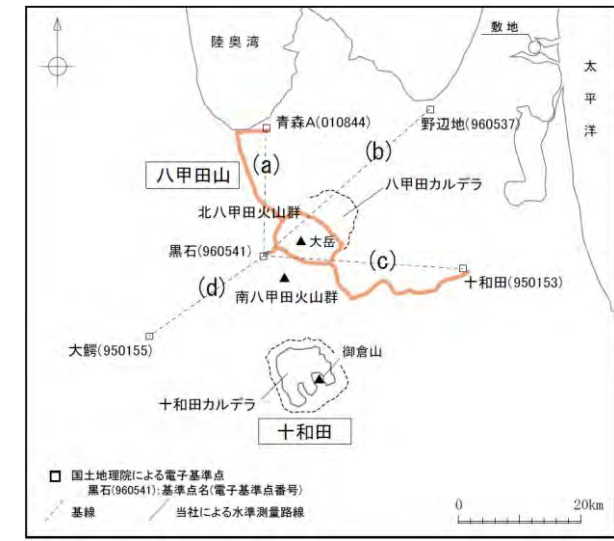 陸奥湾
敷地
太平洋
青森A(010844)
野辺地(960537)
(a)
(b)
八甲田山
八甲田カルデラ
北八甲田火山群
大岳
黒石(960541)
(c)
十和田(950153)
(d)
南八甲田火山群
大鰐(950155)
御倉山
十和田カルデラ
十和田
国土地理院による電子基準点
黒石(960541):基準点名(電子基準点番号)
基線 当社による水準測量路線
0 20km